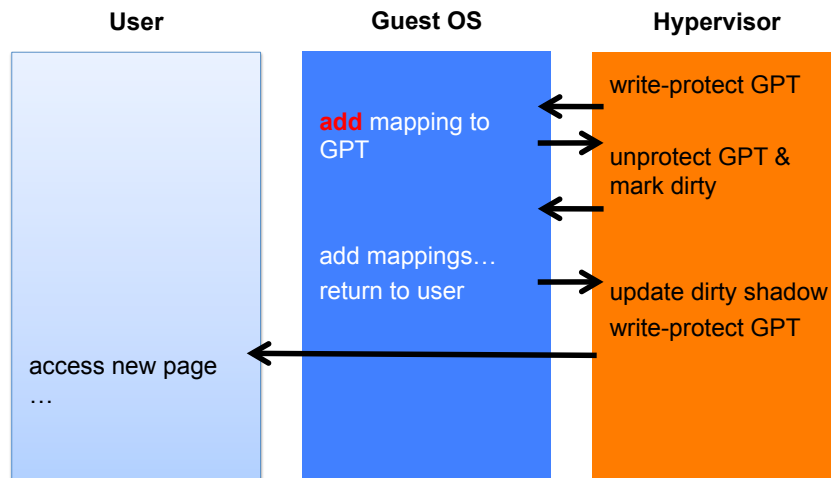 User
Guest OS
Hypervisor
write-protect GPT
add mapping to
GPT
unprotect GPT &
mark dirty
add mappings…
return to user
update dirty shadow
write-protect GPT
access new page
…